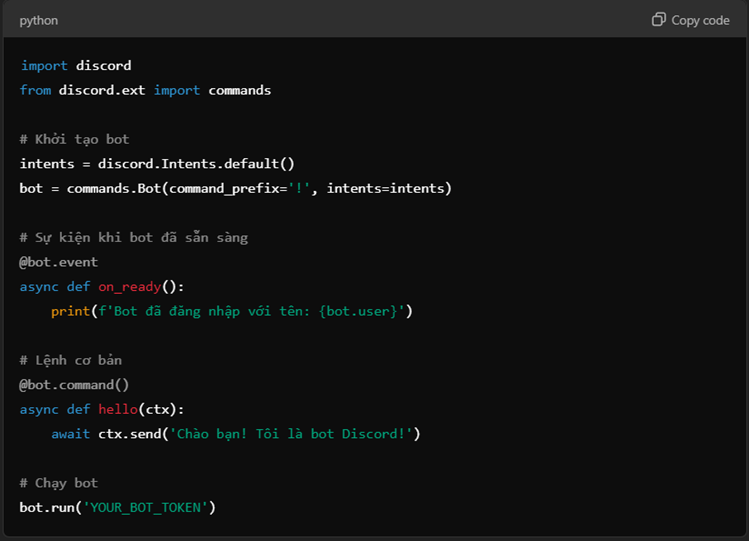 python
Copy code
import discord
from discord.ext import commands
# Khởi tạo bot
intents = discord.Intents.default()
bot = commands.Bot(command_prefix='!', intents=intents)
# Sự kiện khi bot đã sẵn sàng
@bot.event
async def on_ready():
    print(f'Bot đã đăng nhập với tên: {bot.user}')
# Lệnh cơ bản
@bot.command()
async def hello(ctx):
    await ctx.send('Chào bạn! Tôi là bot Discord!')
# Chạy bot
bot.run('YOUR_BOT_TOKEN')